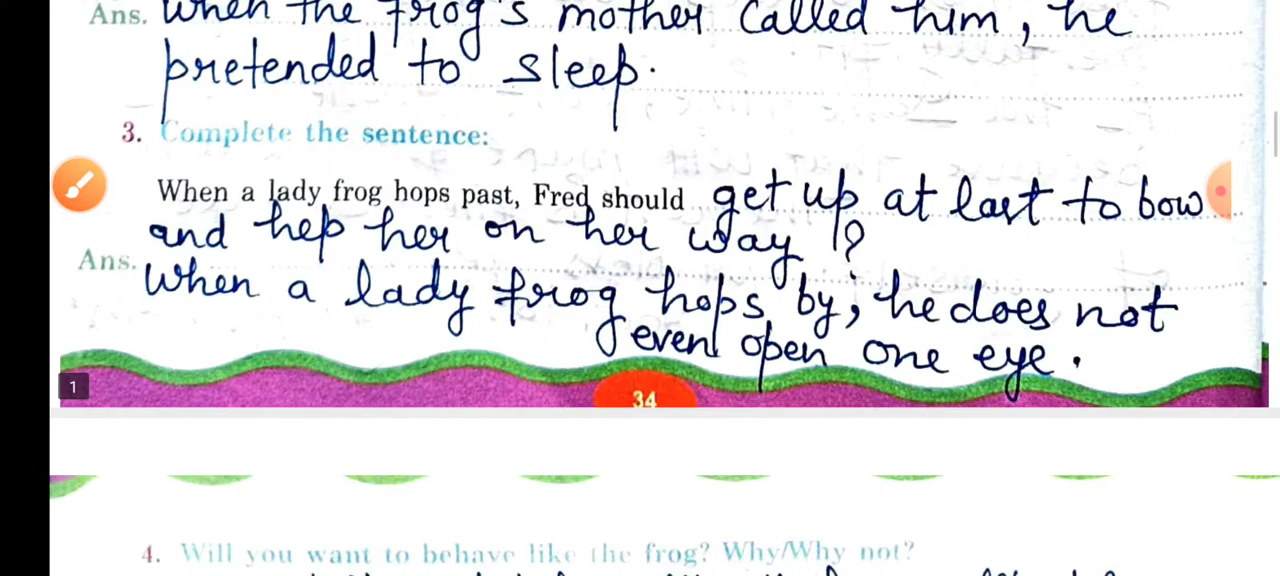 Ans. When the frog's mother called him, he
pretended to sleep.
3. Complete the sentence:
When a lady frog hops past, Fred should get up at last to bow
and hep her on her way !?
Ans. When a lady frog hops by, he does not
even open one eye.
1
34
4. Will you want to behave like the frog? Why/Why not?